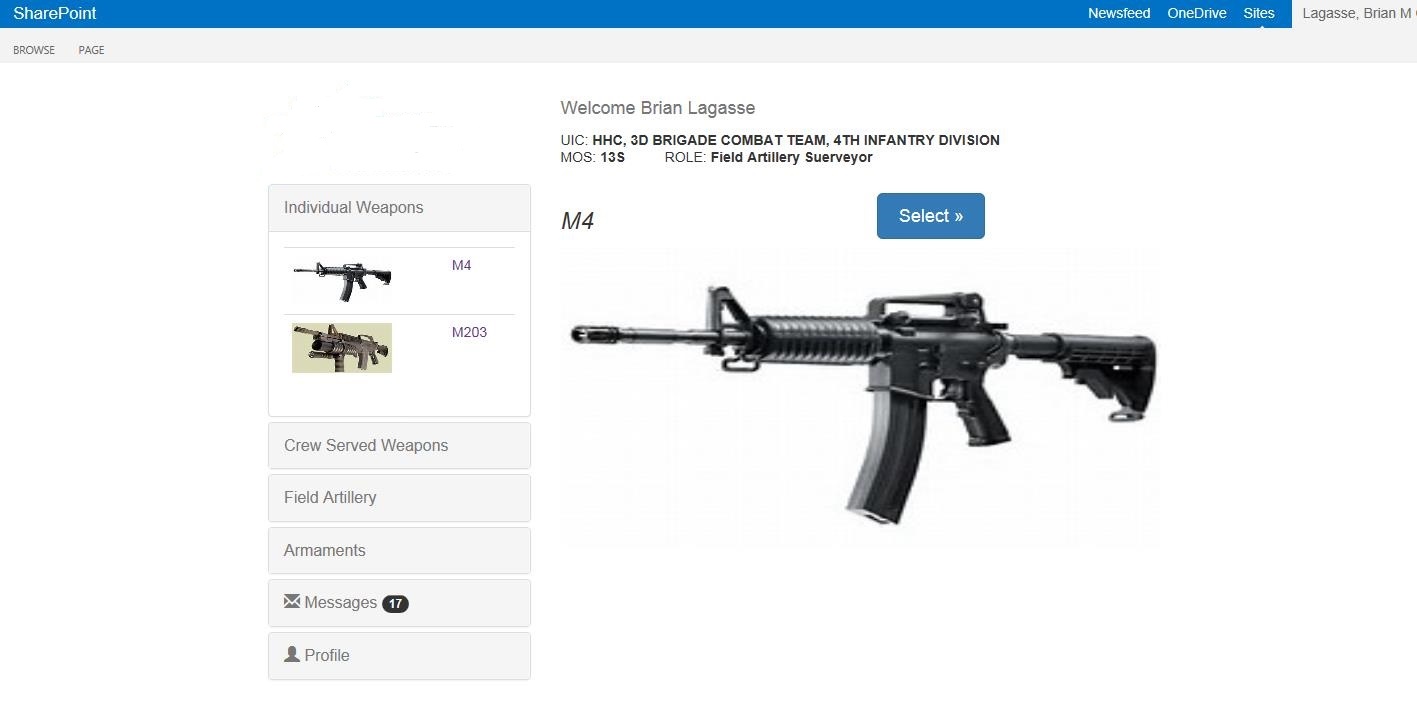 SharePoint
Newsfeed OneDrive Sites Lagasse, Brian M
BROWSE PAGE
Welcome Brian Lagasse
UIC: HHC, 3D BRIGADE COMBAT TEAM, 4TH INFANTRY DIVISION
MOS: 13S ROLE: Field Artillery Suerveyor
Individual Weapons
M4
M203
Crew Served Weapons
Field Artillery
Armaments
Messages 17
Profile
M4
Select »